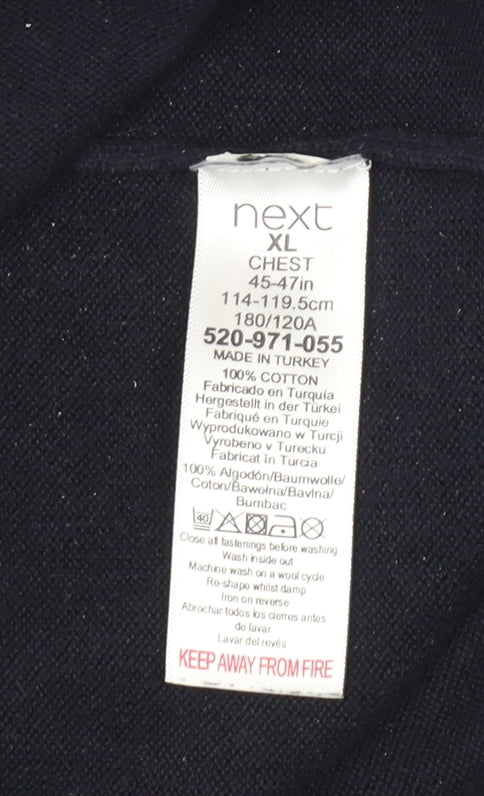 next
XL
CHEST
45-47in
114-119.5cm
180/120A
520-971-055
MADE IN TURKEY
100% COTTON
Fabricado en Turquía
Hergestellt in der Türkei
Fabriqué en Turquie
Wyprodukowano w Turcji
Vyrobeno v Turecku
Fabricat în Turcia
100% Algodón/Baumwolle/
Coton/Bawełna/Bavlna/
Bumbac
40
Close all fastenings before washing
Wash inside out
Machine wash on a wool cycle
Re-shape whilst damp
Iron on reverse
Abrochar todos los cierres antes
de lavar
Lavar del revés
KEEP AWAY FROM FIRE